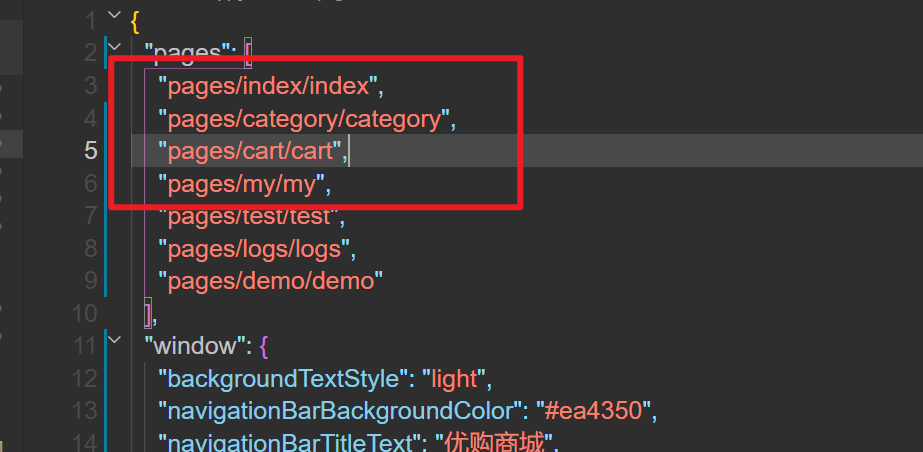 1 {
2 "pages": [
3 "pages/index/index",
4 "pages/category/category",
5 "pages/cart/cart",
6 "pages/my/my",
7 "pages/test/test",
8 "pages/logs/logs",
9 "pages/demo/demo"
10 ],
11 "window": {
12 "backgroundTextStyle": "light",
13 "navigationBarBackgroundColor": "#ea4350",
14 "navigationBarTitleText": "优购商城",